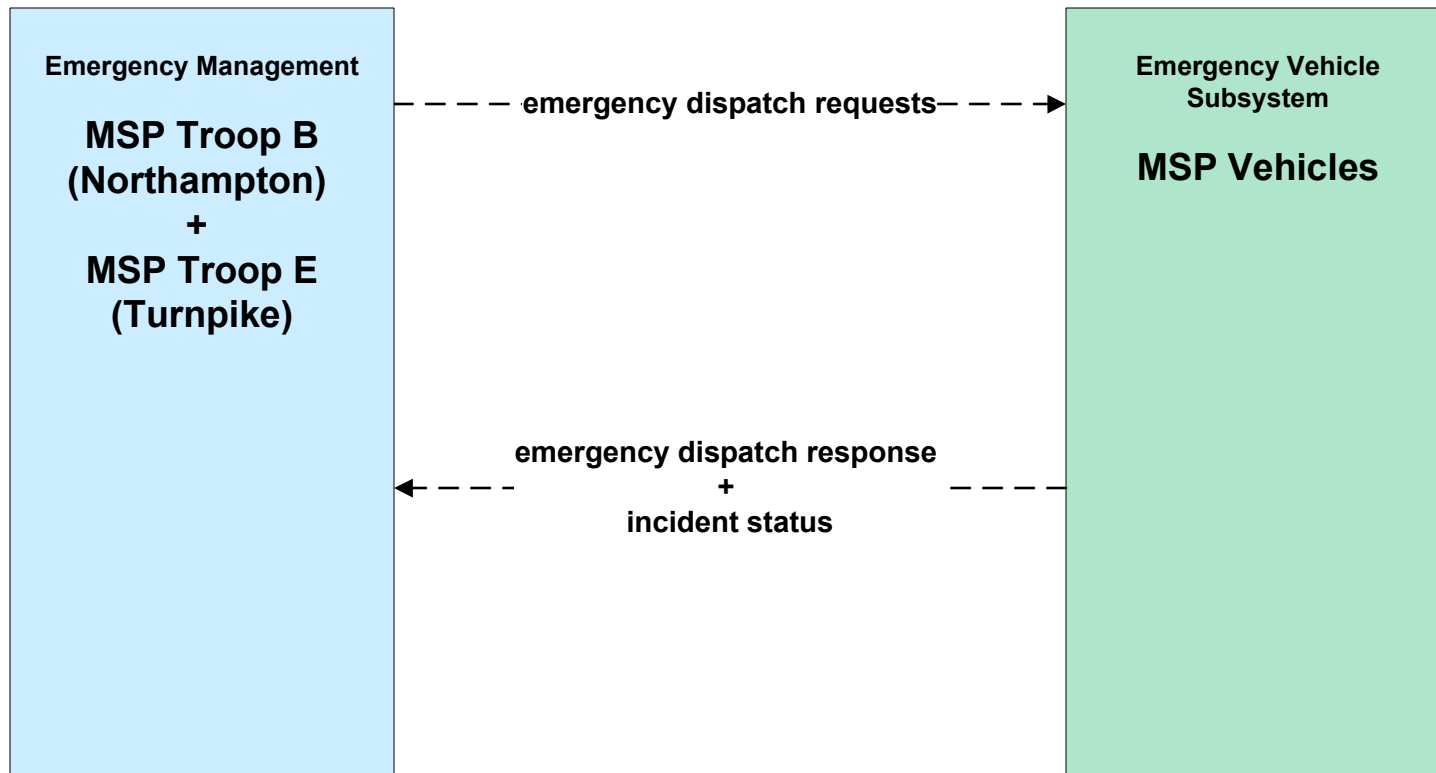 Emergency Management
MSP Troop B
(Northampton)
+
MSP Troop E
(Turnpike)
emergency dispatch requests
Emergency Vehicle
Subsystem
MSP Vehicles
emergency dispatch response
+
incident status